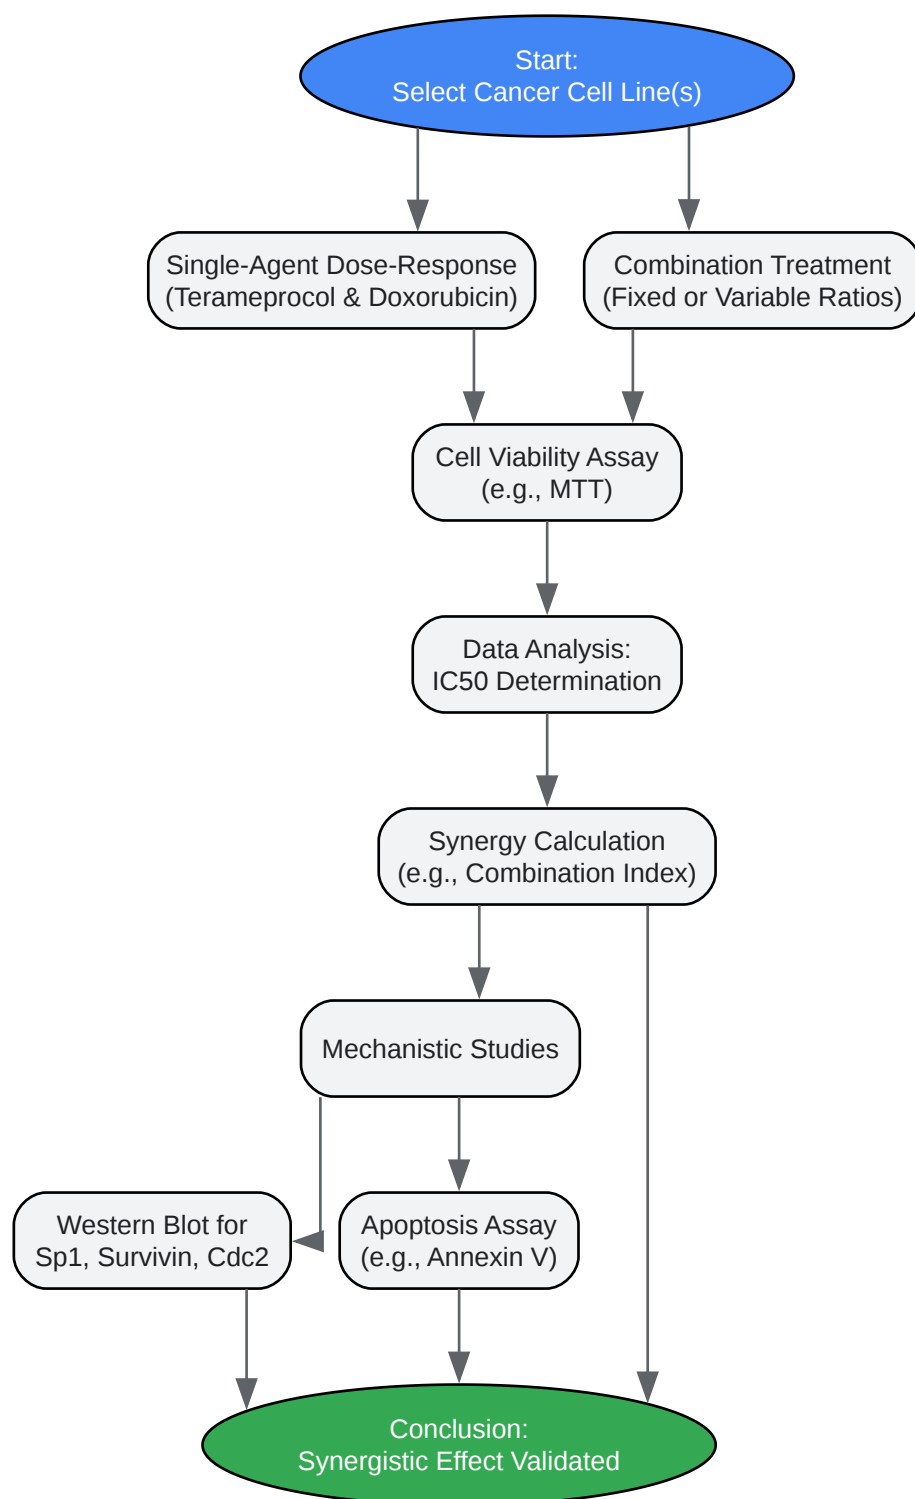 Start:
Select Cancer Cell Line(s)
Single-Agent Dose-Response
(Terameprocol & Doxorubicin)
Combination Treatment
(Fixed or Variable Ratios)
Cell Viability Assay
(e.g., MTT)
Data Analysis:
IC50 Determination
Synergy Calculation
(e.g., Combination Index)
Mechanistic Studies
Western Blot for
Sp1, Survivin, Cdc2
Apoptosis Assay
(e.g., Annexin V)
Conclusion:
Synergistic Effect Validated